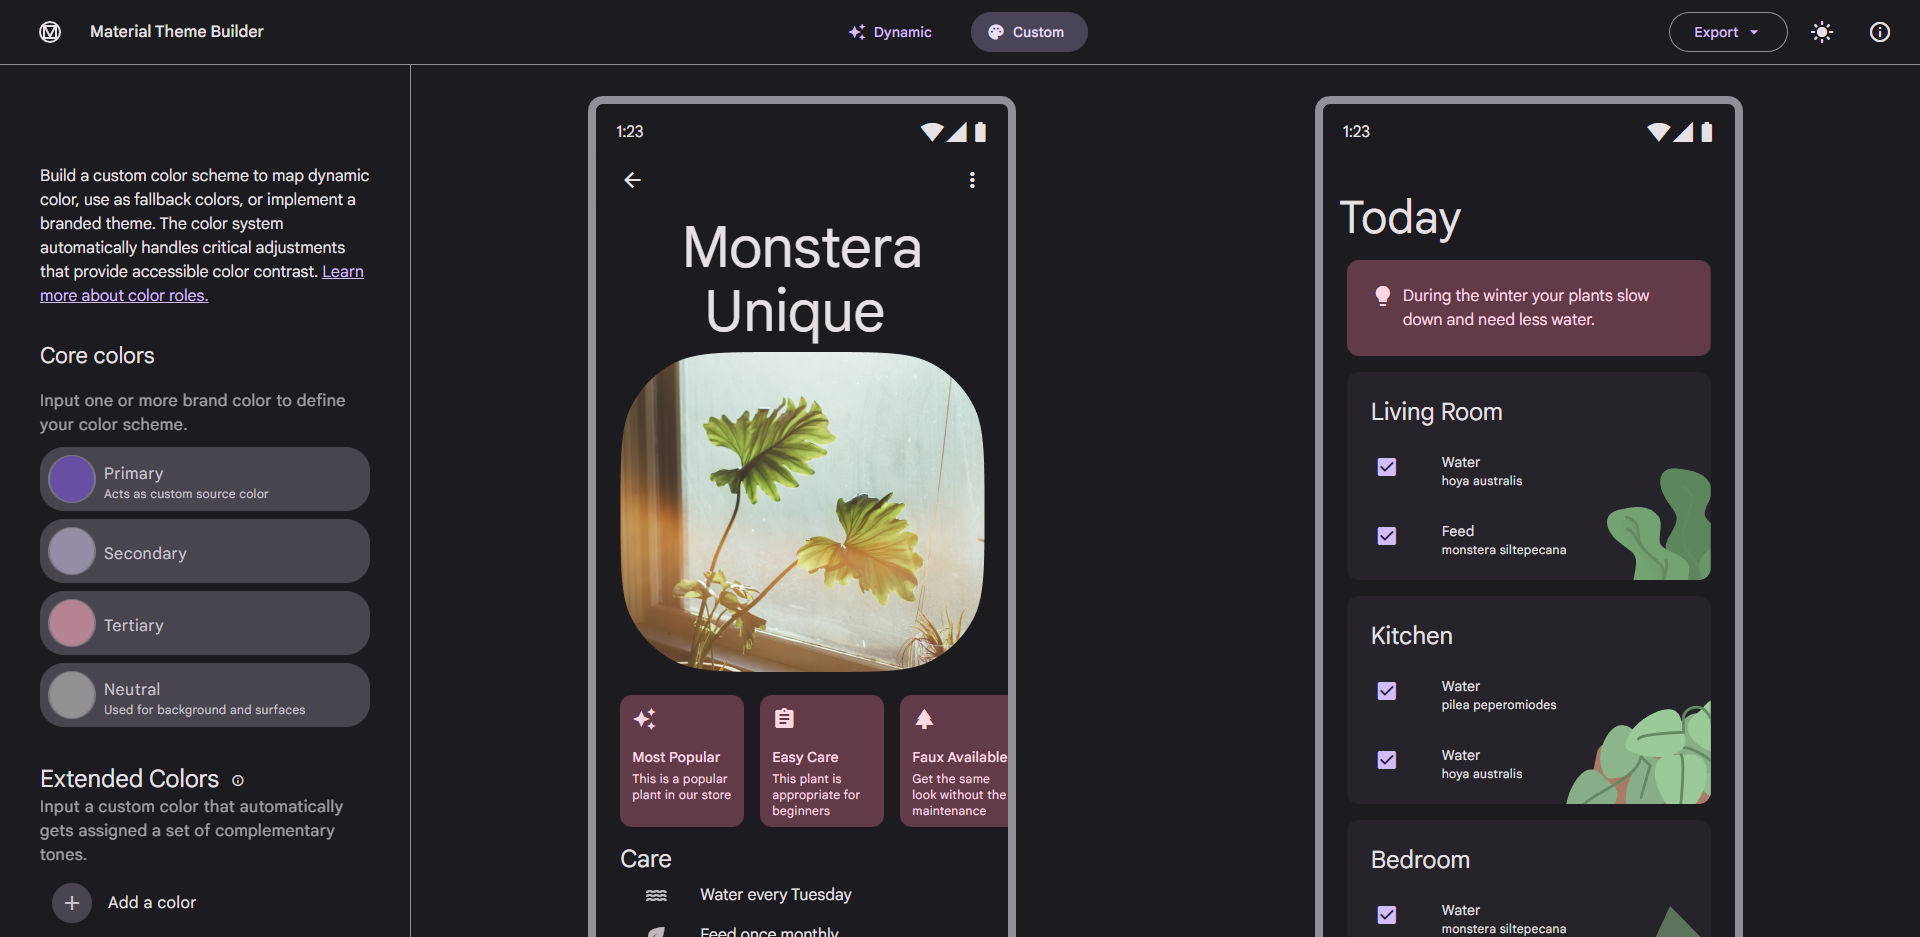 Material Theme Builder
Dynamic
Custom
Export
Build a custom color scheme to map dynamic
color, use as fallback colors, or implement a
branded theme. The color system
automatically handles critical adjustments
that provide accessible color contrast. Learn
more about color roles.
Core colors
Input one or more brand color to define
your color scheme.
Primary
Acts as custom source color
Secondary
Tertiary
Neutral
Used for background and surfaces
Extended Colors
Input a custom color that automatically
gets assigned a set of complementary
tones.
Add a color
1:23
Monstera
Unique
Most Popular
This is a popular
plant in our store
Easy Care
This plant is
appropriate for
beginners
Faux Available
Get the same
look without the
maintenance
Care
Water every Tuesday
Feed once monthly
1:23
Today
During the winter your plants slow
down and need less water.
Living Room
Water
hoya australis
Feed
monstera siltepecana
Kitchen
Water
pilea peperomiodes
Water
hoya australis
Bedroom
Water
monstera siltepecana